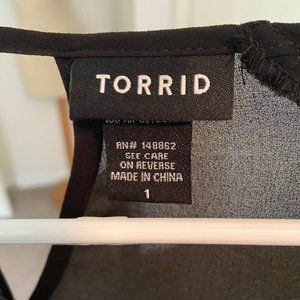 TORRID
RN# 148862
SEE CARE
ON REVERSE
MADE IN CHINA
1